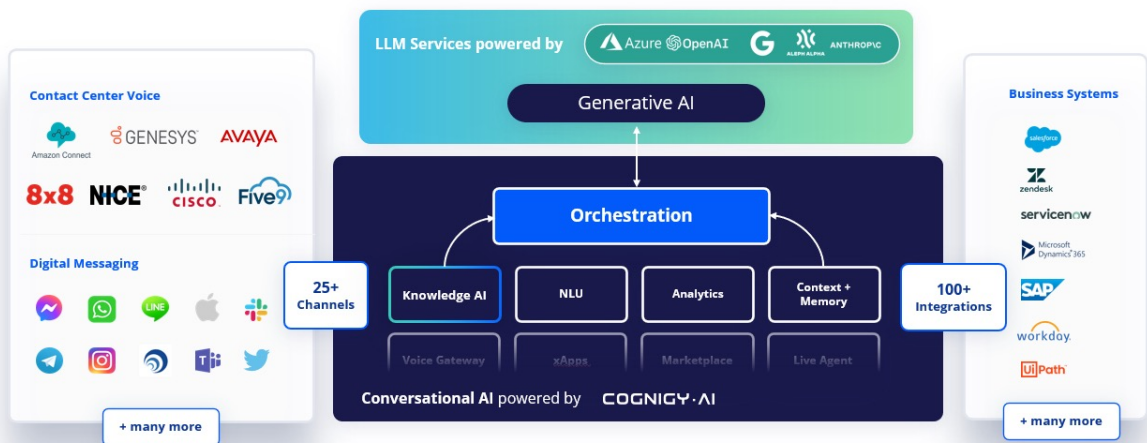 LLM Services powered by
Azure OpenAI
G
ALEPH ALPHA
ANTHROP\C
Generative AI
Contact Center Voice
Amazon Connect
GENESYS
AVAYA
8x8
NICE®
CISCO
Five9
Digital Messaging
LINE
T
+ many more
25+
Channels
Orchestration
Knowledge AI
NLU
Analytics
Context +
Memory
Voice Gateway
xApps
Marketplace
Live Agent
Conversational AI powered by COGNIGY.AI
100+
Integrations
Business Systems
salesforce
zendesk
servicenow
Microsoft
Dynamics 365
SAP
workday.
UiPath
+ many more